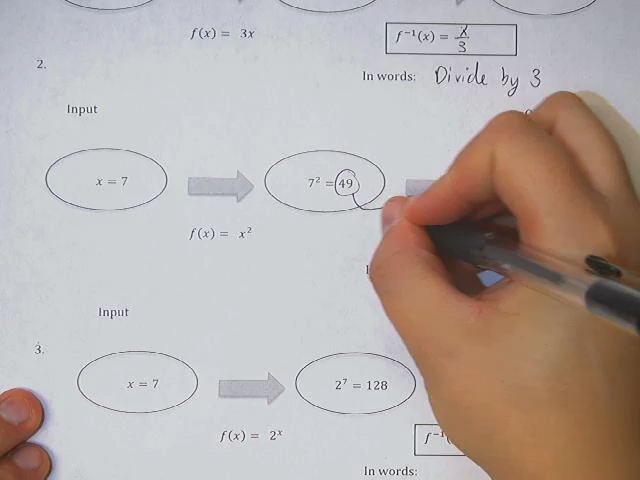 f(x) = 3x
f⁻¹(x) = x/3
2.
In words: Divide by 3
Input
x = 7
7² = 49
f(x) = x²
Input
3.
x = 7
2⁷ = 128
f(x) = 2ˣ
f⁻¹(
In words: